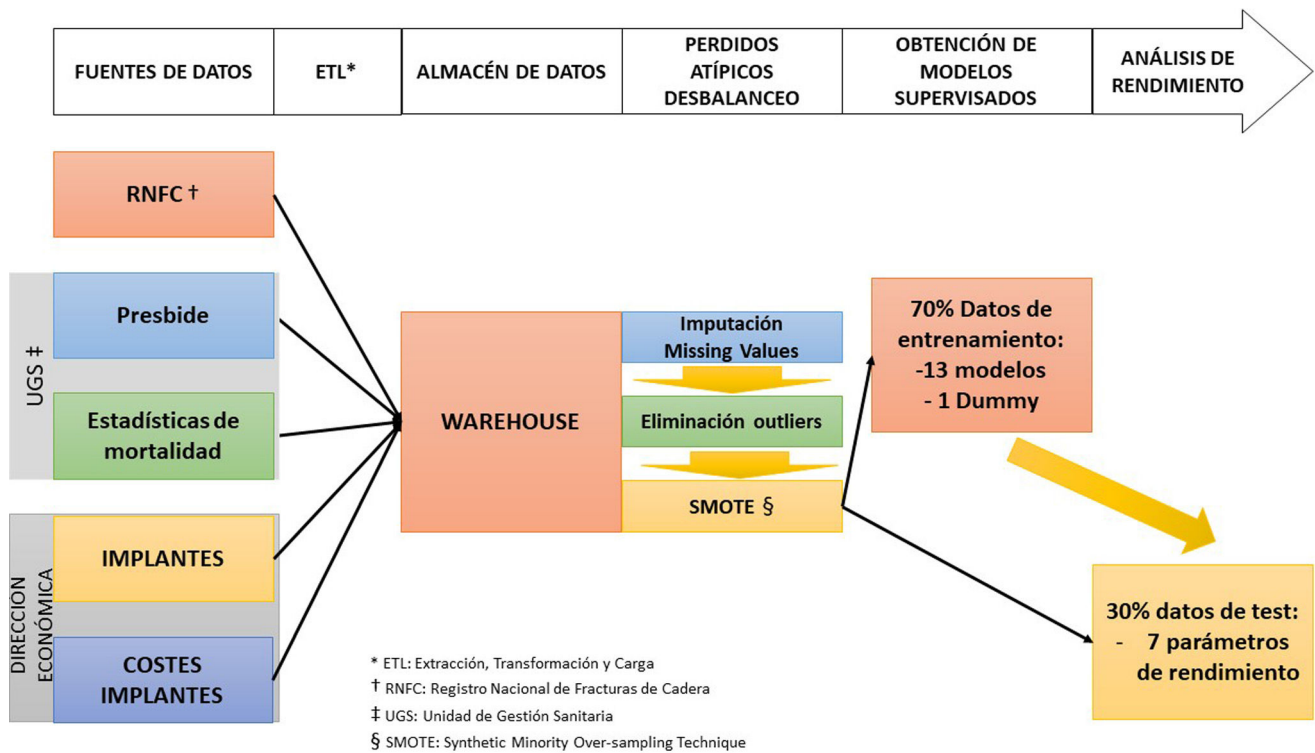 FUENTES DE DATOS
ETL*
ALMACÉN DE DATOS
PERDIDOS
ATÍPICOS
DESBALANCEO
OBTENCIÓN DE
MODELOS
SUPERVISADOS
ANÁLISIS DE
RENDIMIENTO
RNFC †
UGS ‡
Presbide
Estadísticas de
mortalidad
DIRECCIÓN
ECONÓMICA
IMPLANTES
COSTES
IMPLANTES
WAREHOUSE
Imputación
Missing Values
Eliminación outliers
SMOTE §
70% Datos de
entrenamiento:
-13 modelos
- 1 Dummy
30% datos de test:
- 7 parámetros
de rendimiento
* ETL: Extracción, Transformación y Carga
† RNFC: Registro Nacional de Fracturas de Cadera
‡ UGS: Unidad de Gestión Sanitaria
§ SMOTE: Synthetic Minority Over-sampling Technique